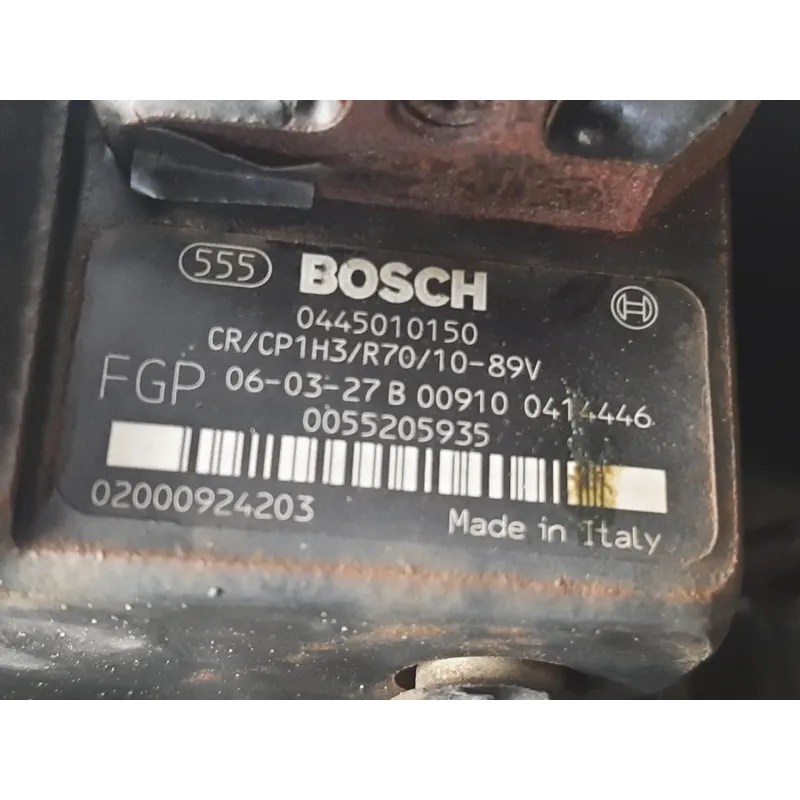 555 BOSCH
0445010150
CR/CP1H3/R70/10-89V
FGP 06-03-27 B 00910 0414446
0055205935
02000924203 Made in Italy